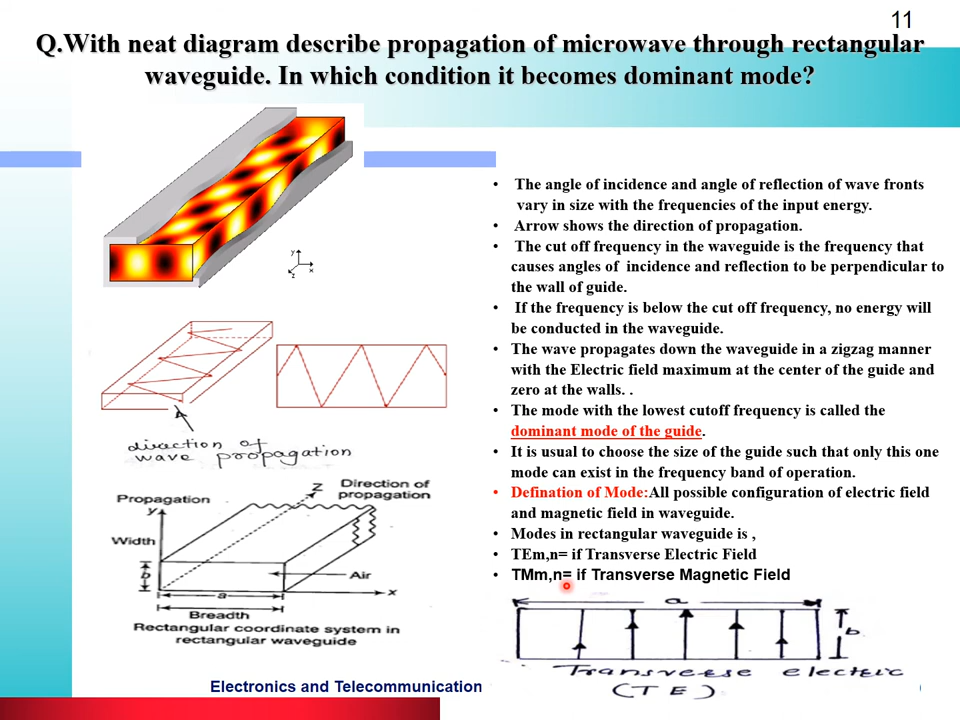 11
Q.With neat diagram describe propagation of microwave through rectangular
waveguide. In which condition it becomes dominant mode?
y
x
z
direction of
wave propagation
Propagation
y
Z
Direction of
propagation
Width
b
Air
a
x
Breadth
Rectangular coordinate system in
rectangular waveguide
• The angle of incidence and angle of reflection of wave fronts
vary in size with the frequencies of the input energy.
• Arrow shows the direction of propagation.
• The cut off frequency in the waveguide is the frequency that
causes angles of incidence and reflection to be perpendicular to
the wall of guide.
• If the frequency is below the cut off frequency, no energy will
be conducted in the waveguide.
• The wave propagates down the waveguide in a zigzag manner
with the Electric field maximum at the center of the guide and
zero at the walls. .
• The mode with the lowest cutoff frequency is called the
dominant mode of the guide.
• It is usual to choose the size of the guide such that only this one
mode can exist in the frequency band of operation.
• Defination of Mode:All possible configuration of electric field
and magnetic field in waveguide.
• Modes in rectangular waveguide is ,
• TEm,n= if Transverse Electric Field
• TMm,n= if Transverse Magnetic Field
a
b
Transverse electric
(TE)
Electronics and Telecommunication